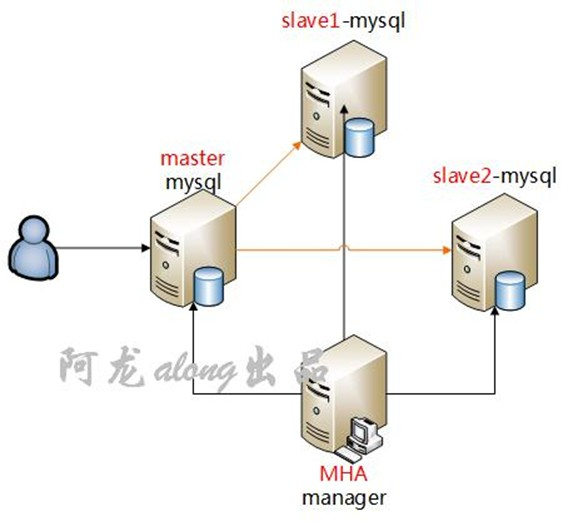 slave1-mysql
master
mysql
slave2-mysql
阿龙along出品
MHA
manager